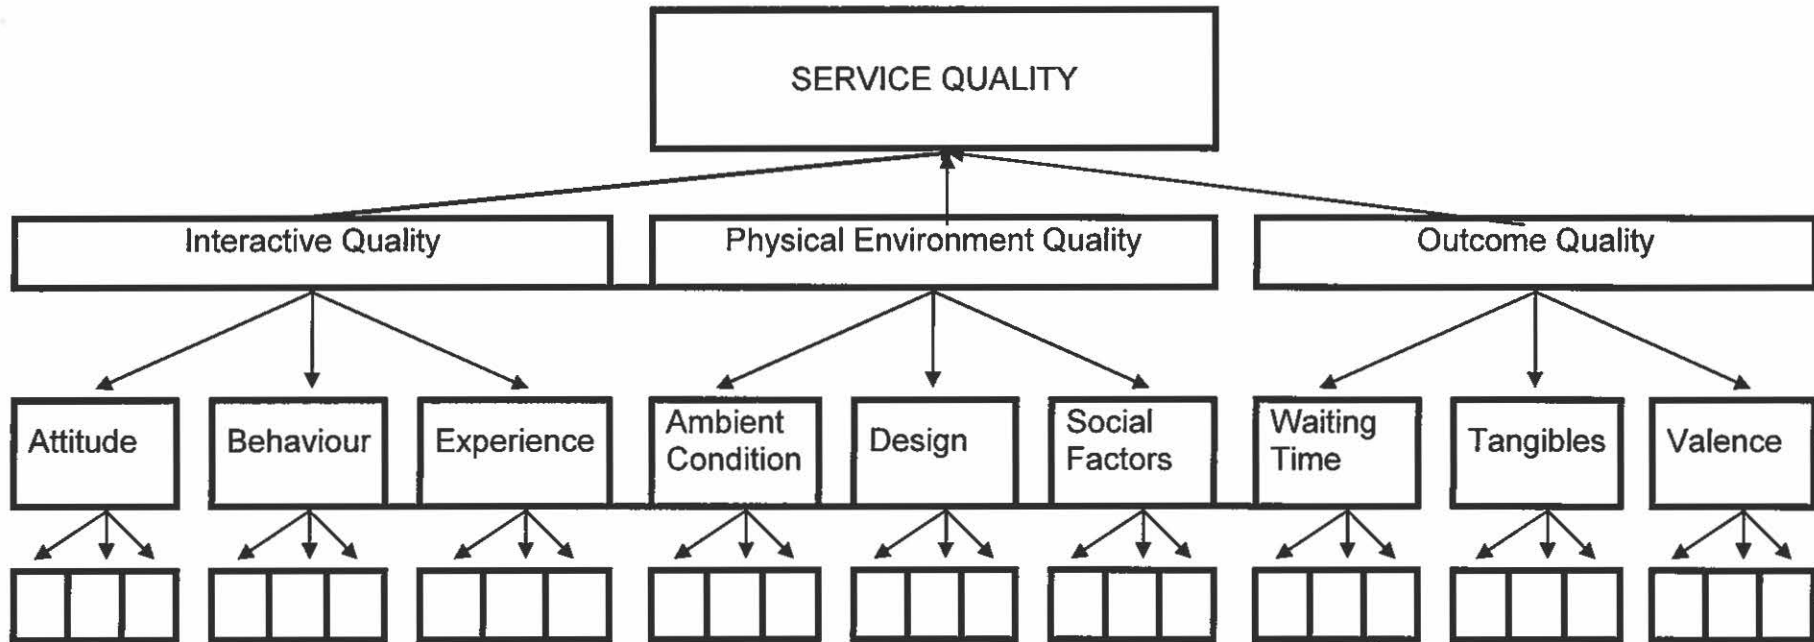 SERVICE QUALITY
Interactive Quality
Physical Environment Quality
Outcome Quality
Attitude
Behaviour
Experience
Ambient
Condition
Design
Social
Factors
Waiting
Time
Tangibles
Valence